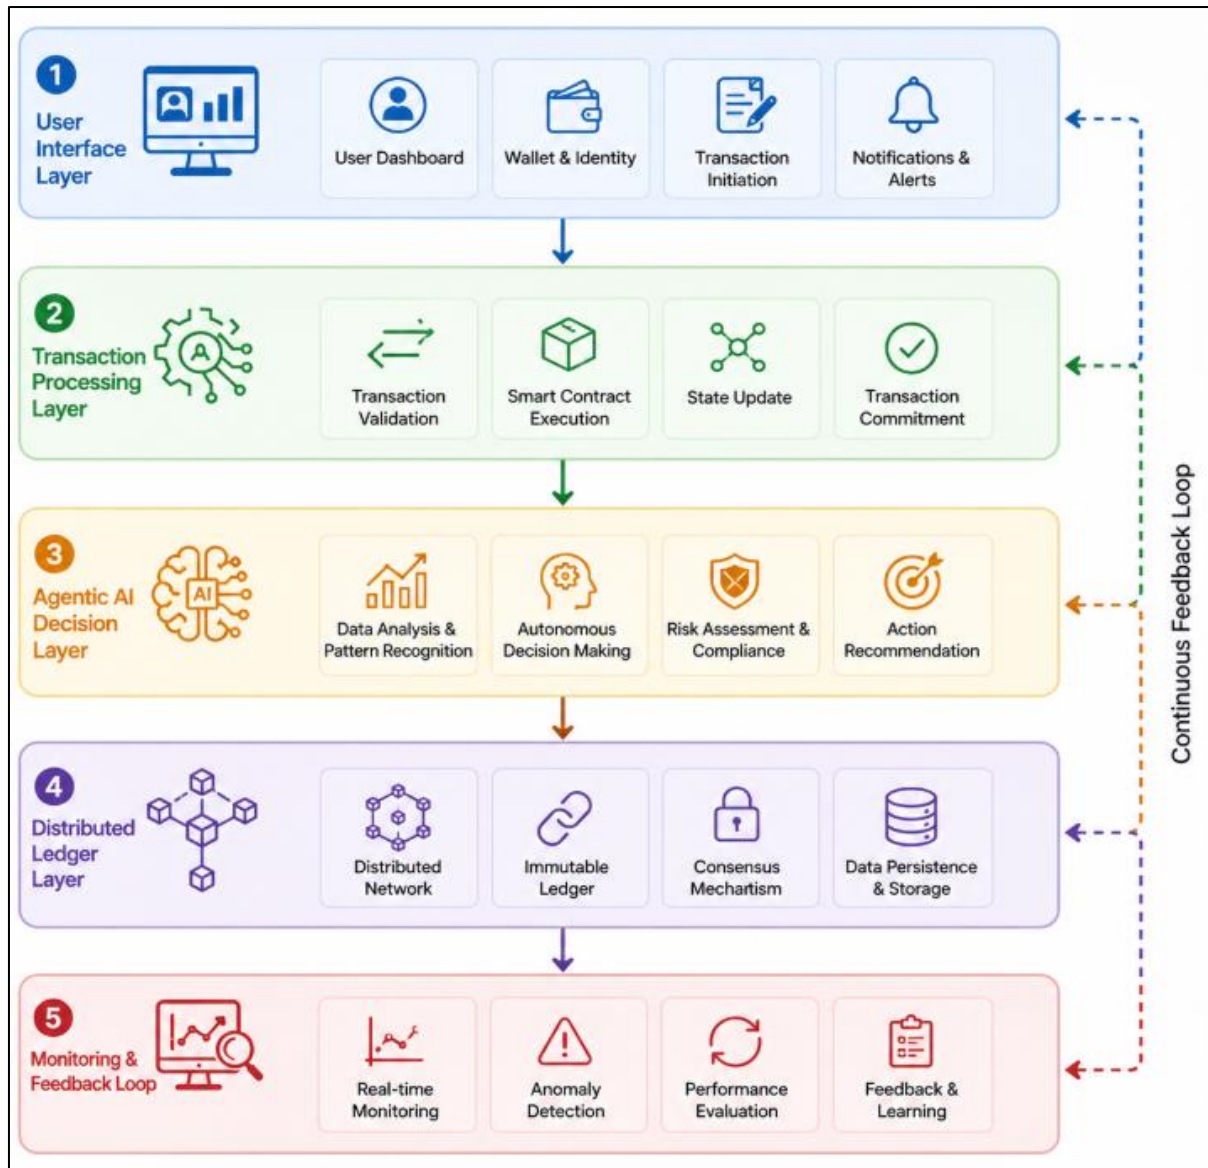 1
User
Interface
Layer
User Dashboard
Wallet & Identity
Transaction
Initiation
Notifications &
Alerts
2
Transaction
Processing
Layer
A
Transaction
Validation
Smart Contract
Execution
State Update
Transaction
Commitment
3
Agentic AI
Decision
Layer
AI
Data Analysis &
Pattern Recognition
Autonomous
Decision Making
Risk Assessment &
Compliance
Action
Recommendation
4
Distributed
Ledger
Layer
Distributed
Network
Immutable
Ledger
Consensus
Mechartism
Data Persistence
& Storage
5
Monitoring &
Feedback Loop
Real-time
Monitoring
Anomaly
Detection
Performance
Evaluation
Feedback &
Learning
Continuous Feedback Loop